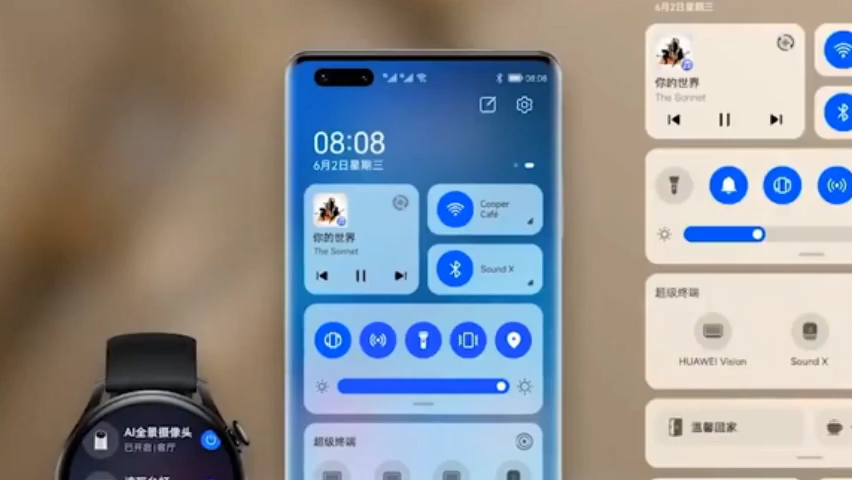 08:08
08:08
6月2日星期三
你的世界
The Sonnet
Cooper
Café
Sound X
超级终端
AI全景摄像头
已开启|客厅
6月2日星期三
你的世界
The Sonnet
超级终端
HUAWEI Vision
Sound X
温馨回家